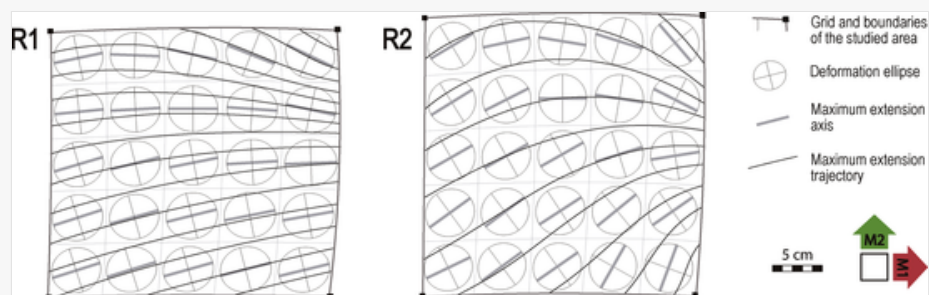 R1
R2
Grid and boundaries
of the studied area
Deformation ellipse
Maximum extension
axis
Maximum extension
trajectory
5 cm
M2
M1